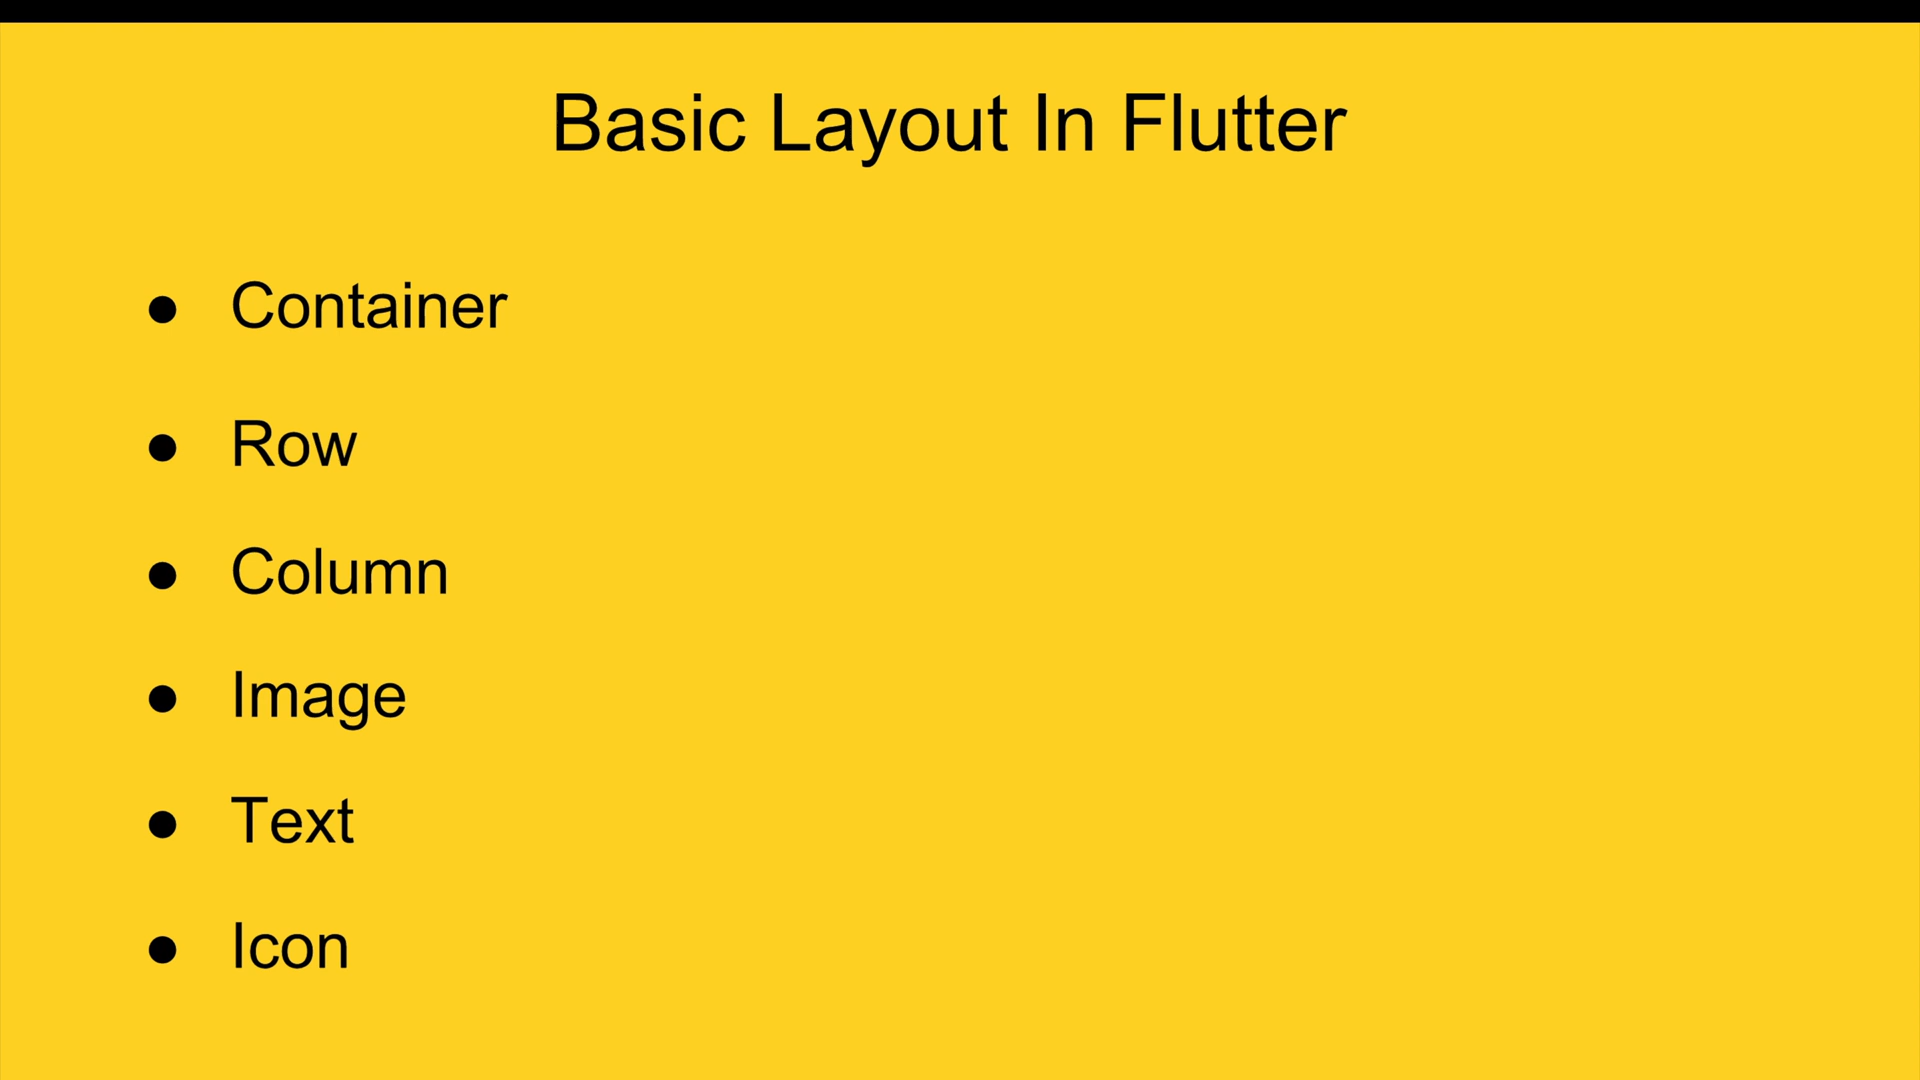 Basic Layout In Flutter
● Container
● Row
● Column
● Image
● Text
● Icon